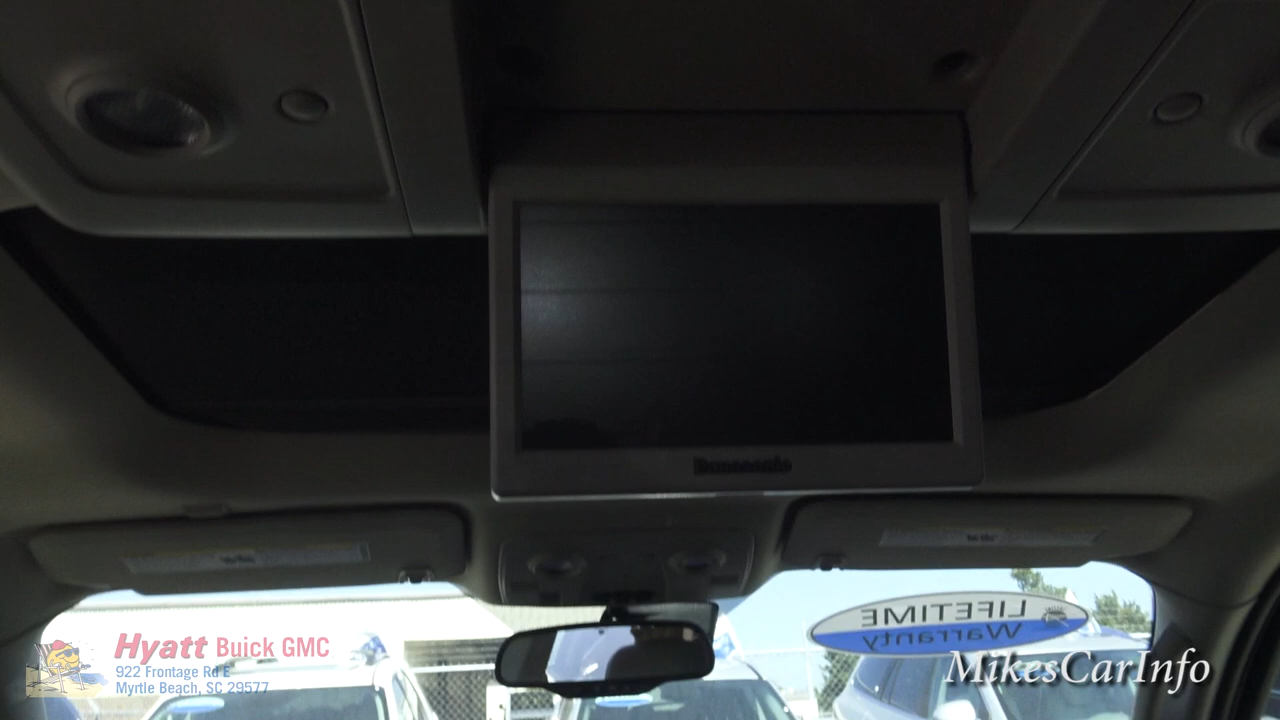 LIFETIME
Warranty
Hyatt Buick GMC
922 Frontage Rd E
Myrtle Beach, SC 29577
MikesCarInfo